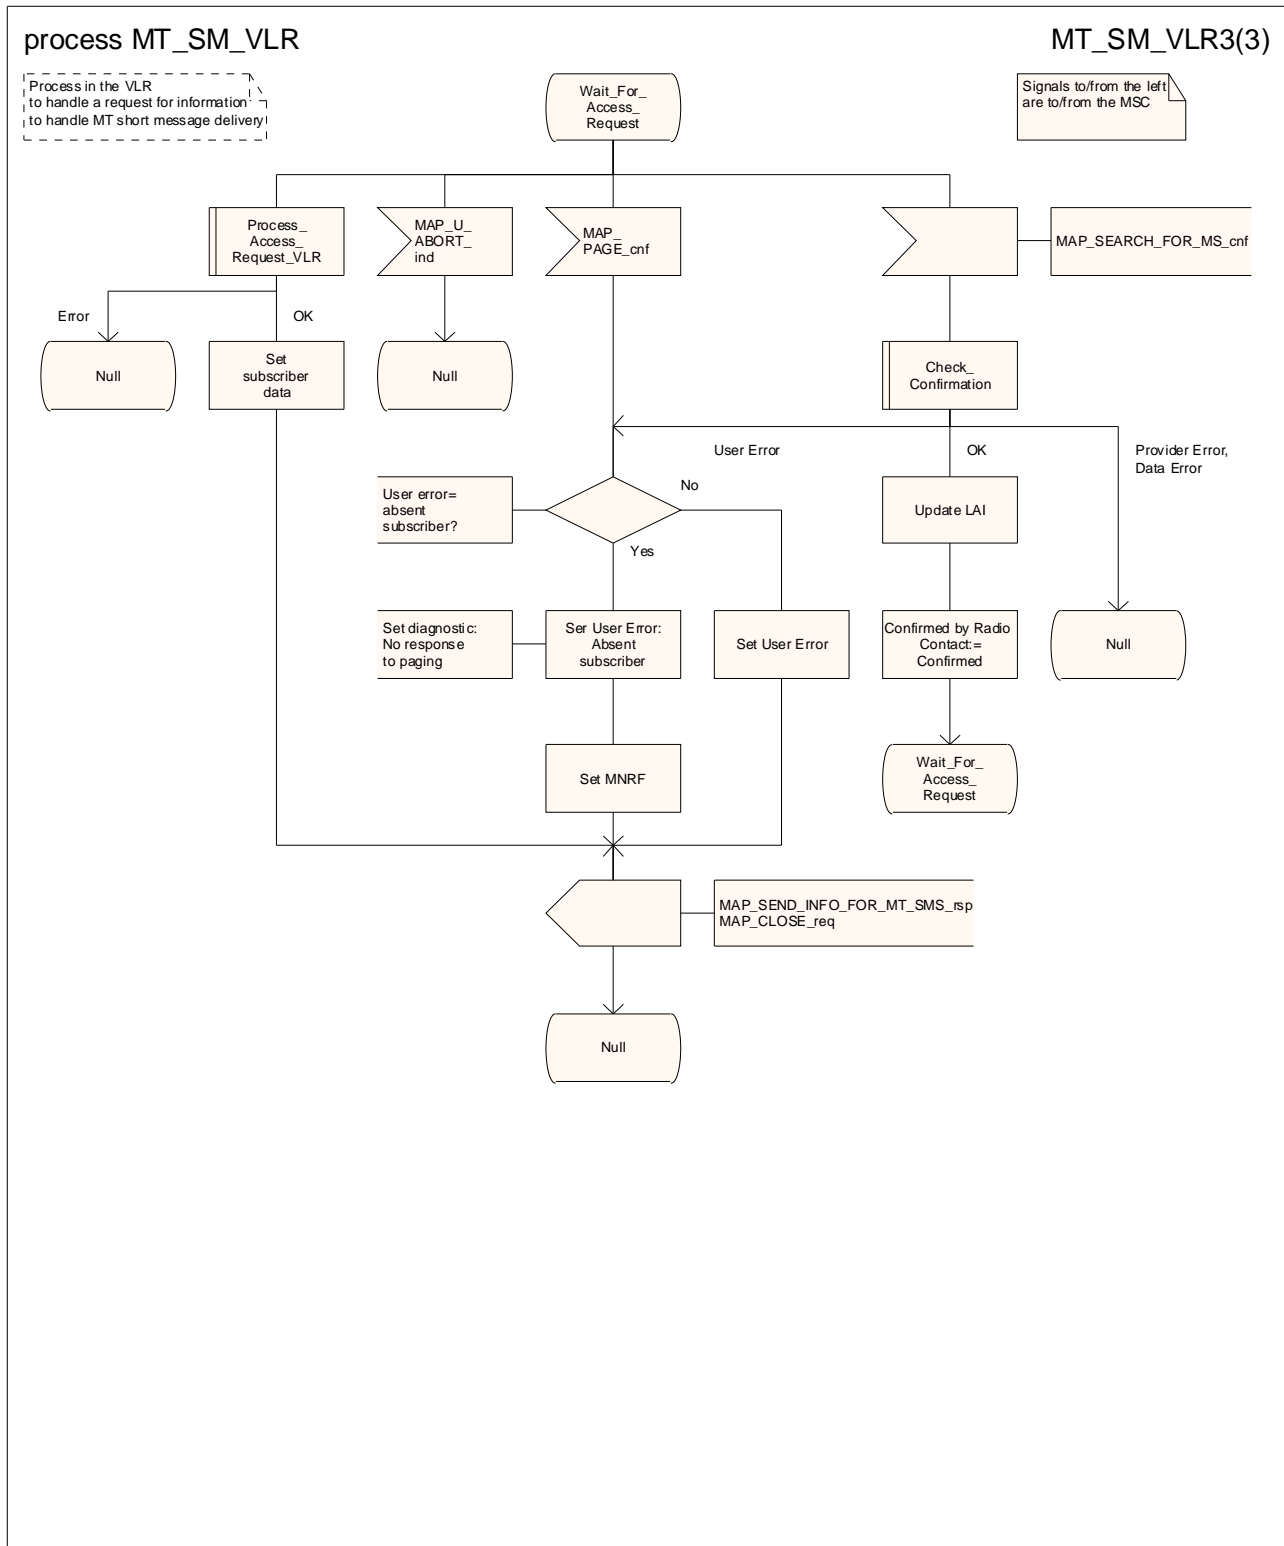 process MT_SM_VLR
MT_SM_VLR3(3)
Process in the VLR
to handle a request for information
to handle MT short message delivery
Wait_For_
Access_
Request
Signals to/from the left
are to/from the MSC
Process_
Access_
Request_VLR
MAP_U_
ABORT_
ind
MAP_
PAGE_cnf
MAP_SEARCH_FOR_MS_cnf
Error
OK
Null
Set
subscriber
data
Null
Check_
Confirmation
User Error
OK
Provider Error,
Data Error
User error=
absent
subscriber?
No
Yes
Update LAI
Set diagnostic:
No response
to paging
Ser User Error:
Absent
subscriber
Set User Error
Confirmed by Radio
Contact:=
Confirmed
Null
Set MNRF
Wait_For_
Access_
Request
MAP_SEND_INFO_FOR_MT_SMS_rsp
MAP_CLOSE_req
Null